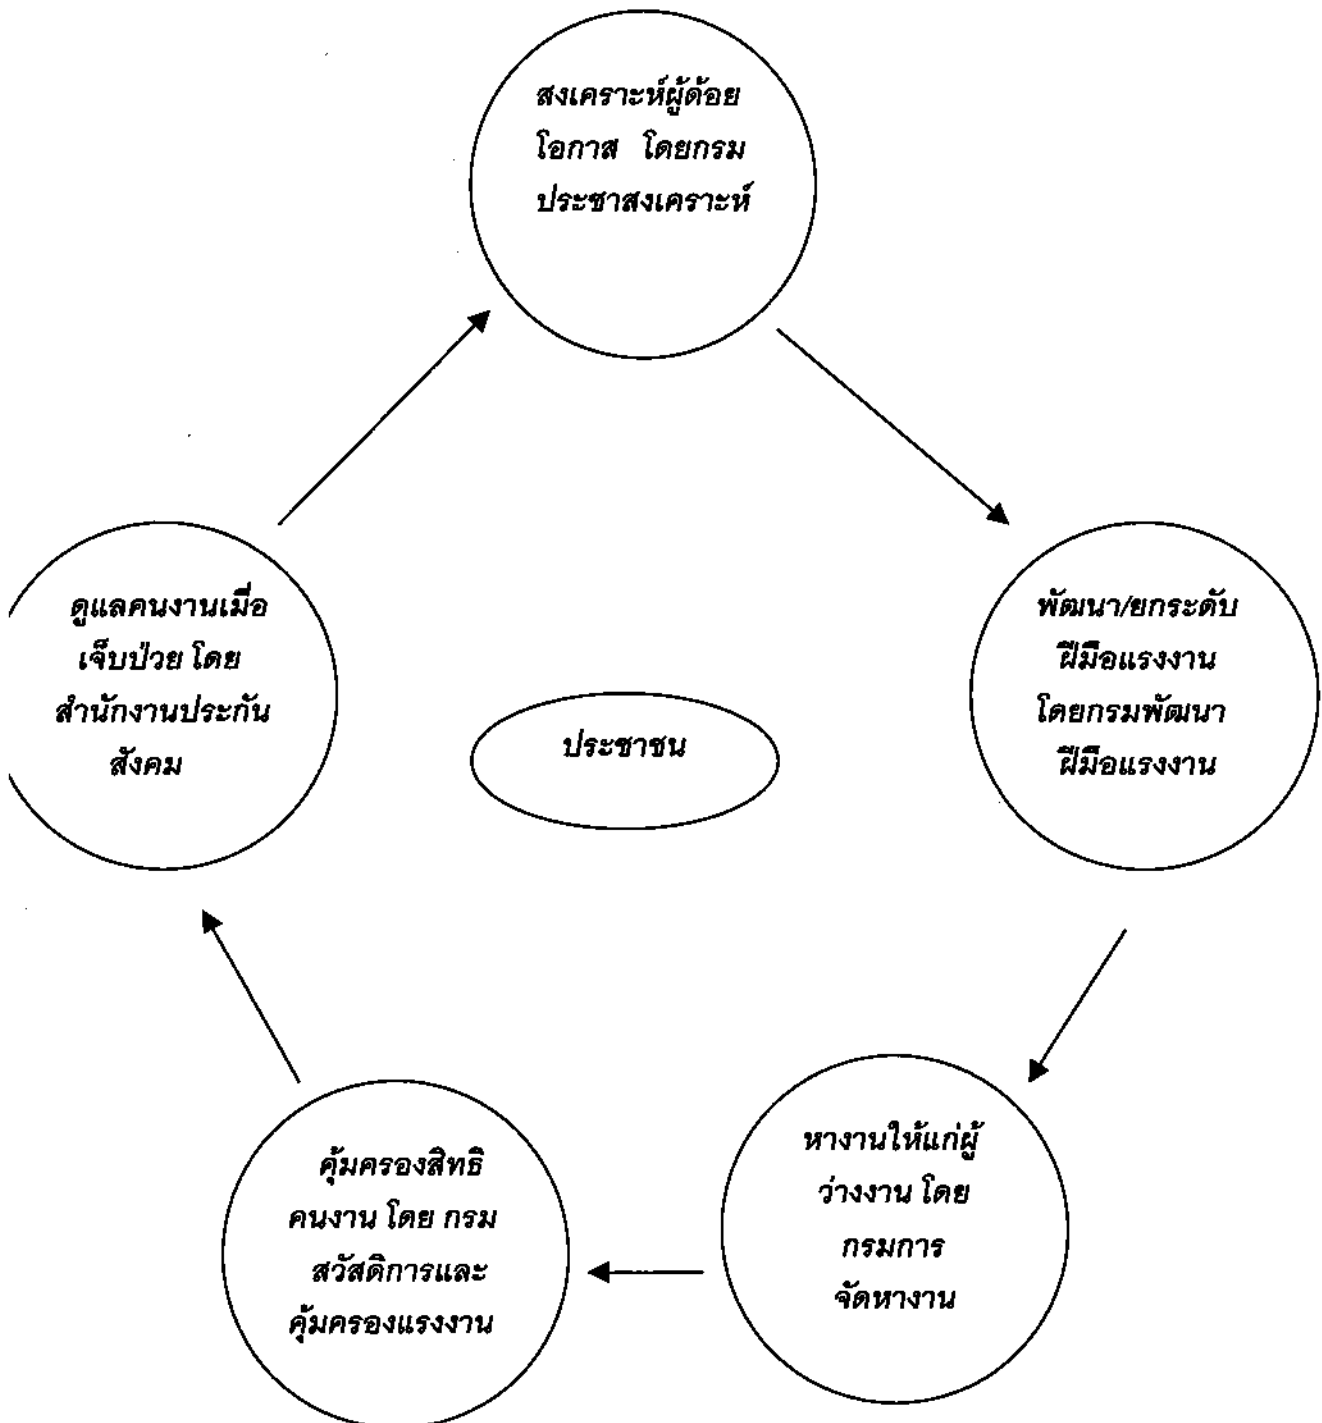 สงเคราะห์ผู้ด้อย
โอกาส โดยกรม
ประชาสงเคราะห์
พัฒนา/ยกระดับ
ฝีมือแรงงาน
โดยกรมพัฒนา
ฝีมือแรงงาน
หางานให้แก่ผู้
ว่างงาน โดย
กรมการ
จัดหางาน
คุ้มครองสิทธิ
คนงาน โดย กรม
สวัสดิการและ
คุ้มครองแรงงาน
ดูแลคนงานเมื่อ
เจ็บป่วย โดย
สำนักงานประกัน
สังคม
ประชาชน